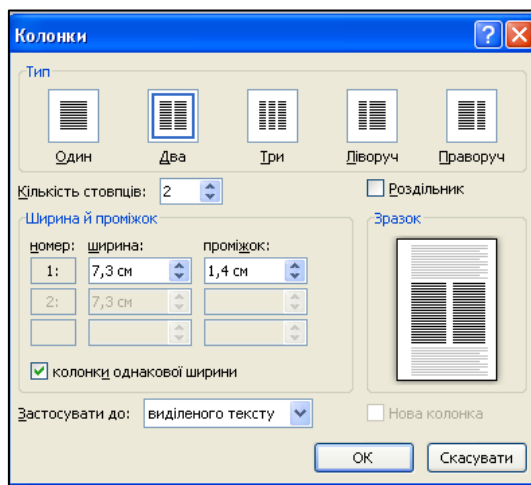 Колонки
Тип
Один Два Три Ліворуч Праворуч
Кількість стовпців: 2 Роздільник
Ширина й проміжок Зразок
номер: ширина: проміжок:
1: 7,3 см 1,4 см
2: 7,3 см
колонки однакової ширини
Застосувати до: виділеного тексту Нова колонка
ОК Скасувати